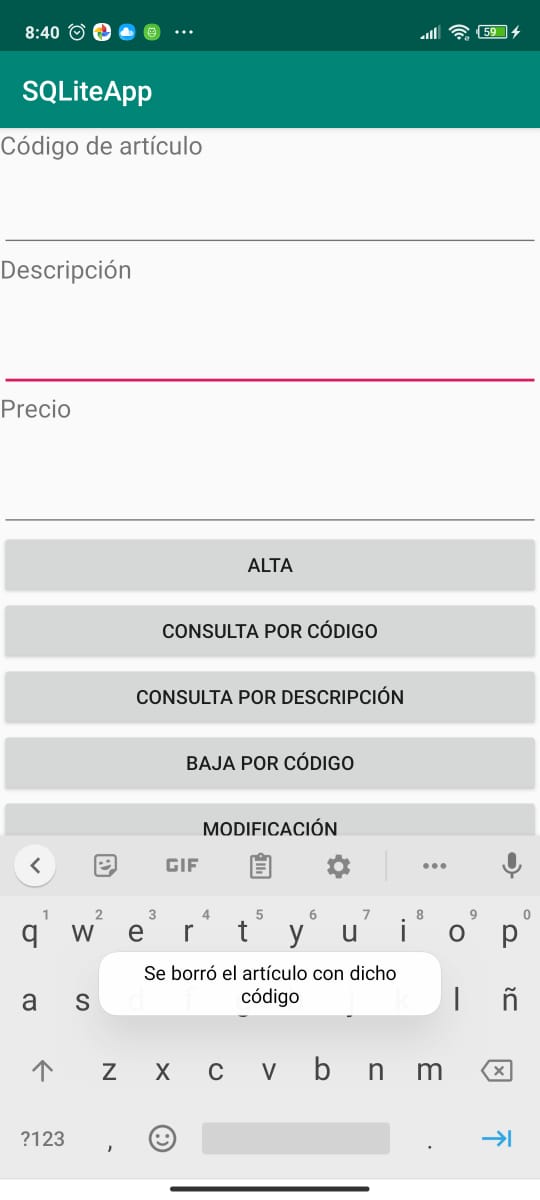 8:40 59
SQLiteApp
Código de artículo
Descripción
Precio
ALTA
CONSULTA POR CÓDIGO
CONSULTA POR DESCRIPCIÓN
BAJA POR CÓDIGO
MODIFICACIÓN
GIF
1 2 3 4 5 6 7 8 9 0
q w e r t y u i o p
Se borró el artículo con dicho
código
a s d f g j k l ñ
z x c v b n m
?123 , .